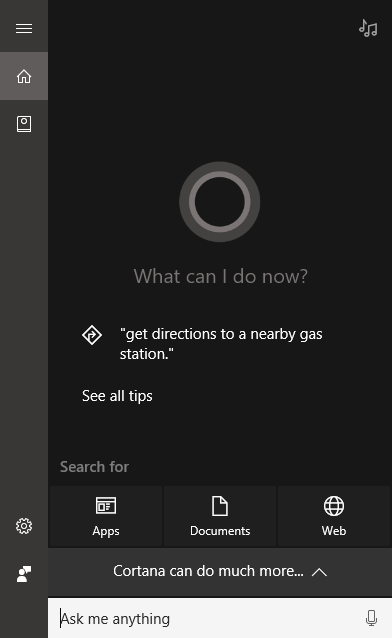 What can I do now?
"get directions to a nearby gas
station."
See all tips
Search for
Apps
Documents
Web
Cortana can do much more...
Ask me anything